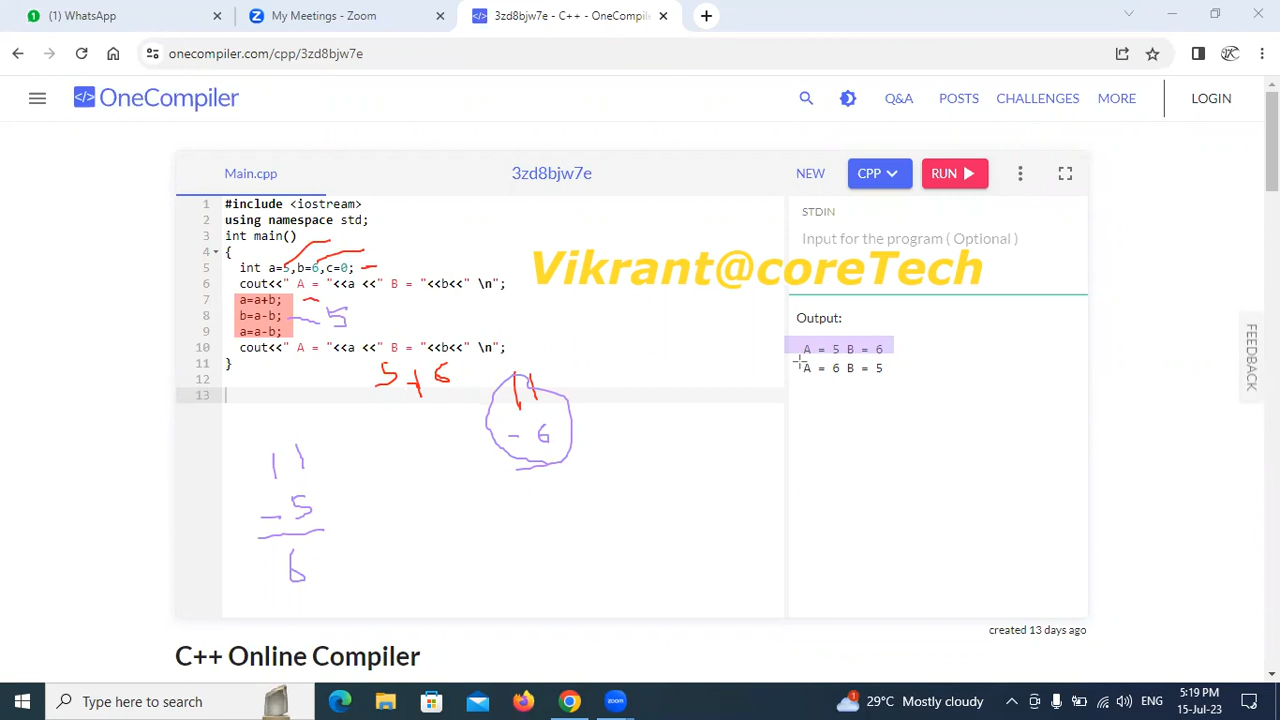 (1) WhatsApp
My Meetings - Zoom
3zd8bjw7e - C++ - OneCompil
onecompiler.com/cpp/3zd8bjw7e
OneCompiler
Q&A
POSTS
CHALLENGES
MORE
LOGIN
Main.cpp
3zd8bjw7e
NEW
CPP
RUN
1 #include <iostream>
2 using namespace std;
3 int main()
4 {
5 int a=5,b=6,c=0;
6 cout<<" A = "<<a <<" B = "<<b<<" \n";
7 a=a+b;
8 b=a-b;
9 a=a-b;
10 cout<<" A = "<<a <<" B = "<<b<<" \n";
11 }
12
13
5
5 + 6
11
- 6
11
- 5
6
STDIN
Input for the program ( Optional )
Vikrant@coreTech
Output:
A = 5 B = 6
A = 6 B = 5
FEEDBACK
created 13 days ago
C++ Online Compiler
Type here to search
1
29°C Mostly cloudy
ENG
5:19 PM
15-Jul-23